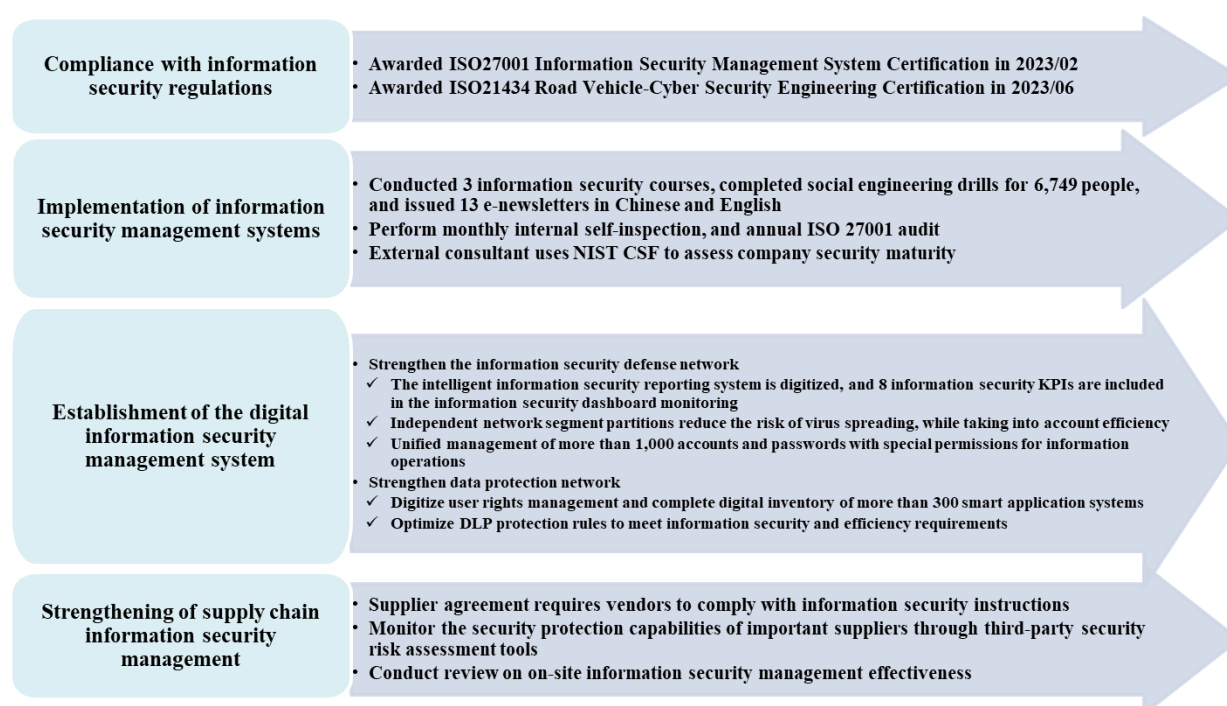 Compliance with information
security regulations
• Awarded ISO27001 Information Security Management System Certification in 2023/02
• Awarded ISO21434 Road Vehicle-Cyber Security Engineering Certification in 2023/06
Implementation of information
security management systems
• Conducted 3 information security courses, completed social engineering drills for 6,749 people,
and issued 13 e-newsletters in Chinese and English
• Perform monthly internal self-inspection, and annual ISO 27001 audit
• External consultant uses NIST CSF to assess company security maturity
Establishment of the digital
information security
management system
• Strengthen the information security defense network
✓ The intelligent information security reporting system is digitized, and 8 information security KPIs are included
in the information security dashboard monitoring
✓ Independent network segment partitions reduce the risk of virus spreading, while taking into account efficiency
✓ Unified management of more than 1,000 accounts and passwords with special permissions for information
operations
• Strengthen data protection network
✓ Digitize user rights management and complete digital inventory of more than 300 smart application systems
✓ Optimize DLP protection rules to meet information security and efficiency requirements
Strengthening of supply chain
information security
management
• Supplier agreement requires vendors to comply with information security instructions
• Monitor the security protection capabilities of important suppliers through third-party security
risk assessment tools
• Conduct review on on-site information security management effectiveness